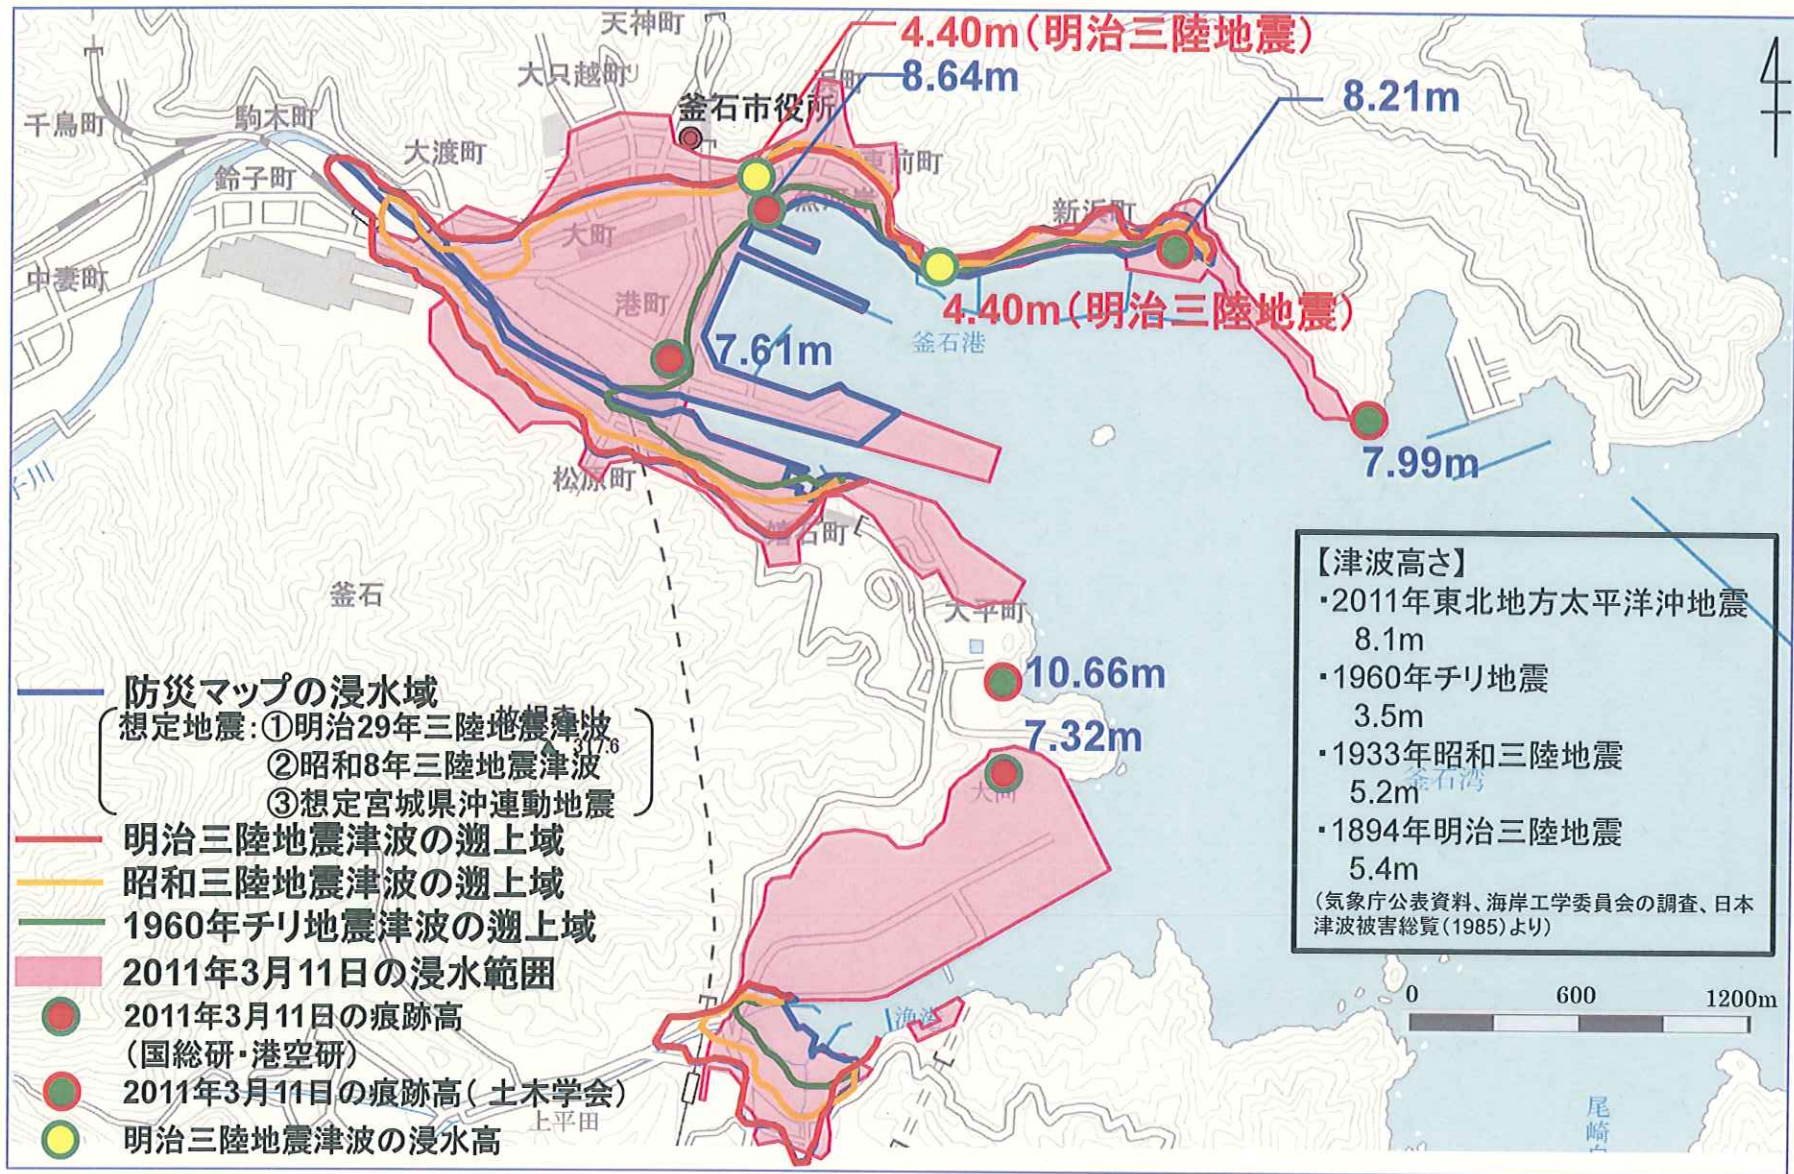 天神町
4.40m(明治三陸地震)
大只越町
8.64m
8.21m
釜石市役所
千鳥町
駒木町
大渡町
東前町
鈴子町
新浜町
大町
中妻町
港町
4.40m(明治三陸地震)
釜石港
7.61m
7.99m
松原町
嬉石町
釜石
大平町
10.66m
7.32m
【津波高さ】
・2011年東北地方太平洋沖地震
8.1m
・1960年チリ地震
3.5m
・1933年昭和三陸地震
5.2m
釜石湾
・1894年明治三陸地震
5.4m
(気象庁公表資料、海岸工学委員会の調査、日本
津波被害総覧(1985)より)
防災マップの浸水域
想定地震:①明治29年三陸地震津波
317.6
②昭和8年三陸地震津波
③想定宮城県沖連動地震
明治三陸地震津波の遡上域
昭和三陸地震津波の遡上域
1960年チリ地震津波の遡上域
2011年3月11日の浸水範囲
2011年3月11日の痕跡高
(国総研・港空研)
2011年3月11日の痕跡高( 土木学会)
明治三陸地震津波の浸水高
0 600 1200m
漁港
上平田
尾崎